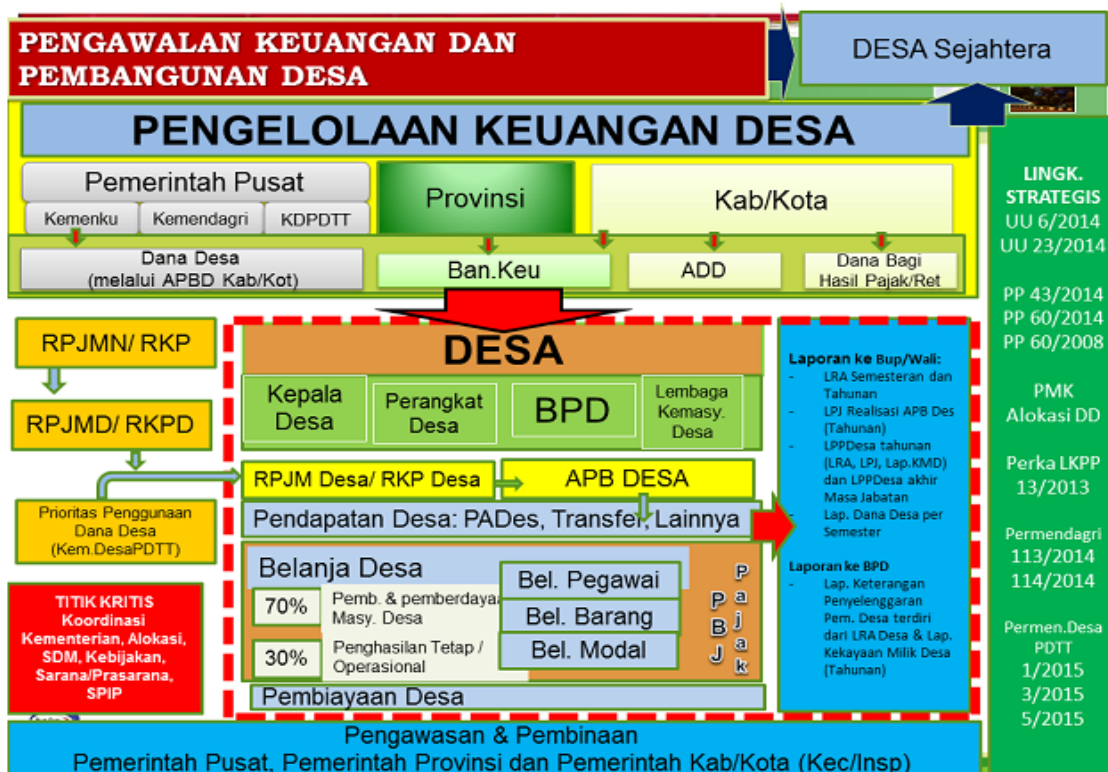 PENGAWALAN KEUANGAN DAN
PEMBANGUNAN DESA
DESA Sejahtera
PENGELOLAAN KEUANGAN DESA
Pemerintah Pusat
Kemenku
Kemendagri
KDPDTT
Provinsi
Kab/Kota
Dana Desa
(melalui APBD Kab/Kot)
Ban.Keu
ADD
Dana Bagi
Hasil Pajak/Ret
RPJMN/ RKP
RPJMD/ RKPD
Prioritas Penggunaan
Dana Desa
(Kem.DesaPDTT)
TITIK KRITIS
Koordinasi
Kementerian, Alokasi,
SDM, Kebijakan,
Sarana/Prasarana,
SPIP
DESA
Kepala
Desa
Perangkat
Desa
BPD
Lembaga
Kemasy.
Desa
RPJM Desa/ RKP Desa
APB DESA
Pendapatan Desa: PADes, Transfer, Lainnya
Belanja Desa
70%
Pemb. & pemberdayaa
Masy. Desa
30%
Penghasilan Tetap /
Operasional
Bel. Pegawai
Bel. Barang
Bel. Modal
PBJ
Pajak
Pembiayaan Desa
Laporan ke Bup/Wali:
- LRA Semesteran dan
Tahunan
- LPJ Realisasi APB Des
(Tahunan)
- LPPDesa tahunan
(LRA, LPJ, Lap.KMD)
dan LPPDesa akhir
Masa Jabatan
- Lap. Dana Desa per
Semester
Laporan ke BPD
- Lap. Keterangan
Penyelenggaran
Pem. Desa terdiri
dari LRA Desa & Lap.
Kekayaan Milik Desa
(Tahunan)
LINGK.
STRATEGIS
UU 6/2014
UU 23/2014
PP 43/2014
PP 60/2014
PP 60/2008
PMK
Alokasi DD
Perka LKPP
13/2013
Permendagri
113/2014
114/2014
Permen.Desa
PDTT
1/2015
3/2015
5/2015
Pengawasan & Pembinaan
Pemerintah Pusat, Pemerintah Provinsi dan Pemerintah Kab/Kota (Kec/Insp)